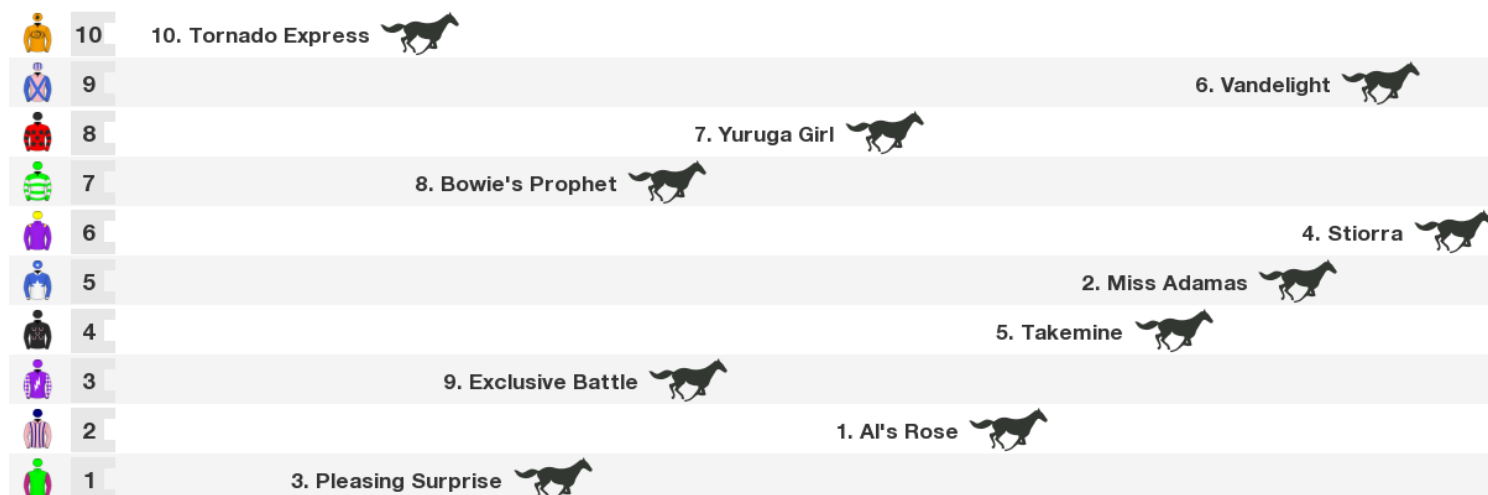 10 10. Tornado Express
9 6. Vandelight
8 7. Yuruga Girl
7 8. Bowie's Prophet
6 4. Stiorra
5 2. Miss Adamas
4 5. Takemine
3 9. Exclusive Battle
2 1. Al's Rose
1 3. Pleasing Surprise